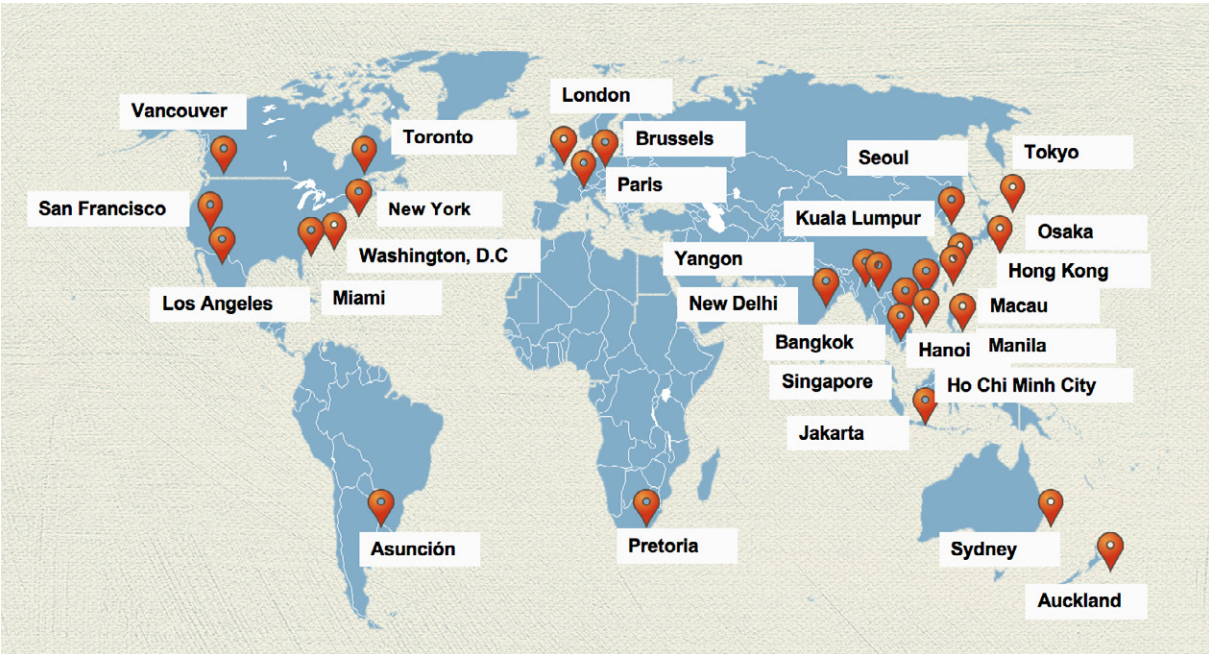 London
Vancouver
Toronto
Brussels
Seoul
Tokyo
Paris
San Francisco
New York
Kuala Lumpur
Osaka
Washington, D.C
Yangon
Hong Kong
Los Angeles
Miami
New Delhi
Macau
Bangkok
Hanoi
Manila
Singapore
Ho Chi Minh City
Jakarta
Asunción
Pretoria
Sydney
Auckland